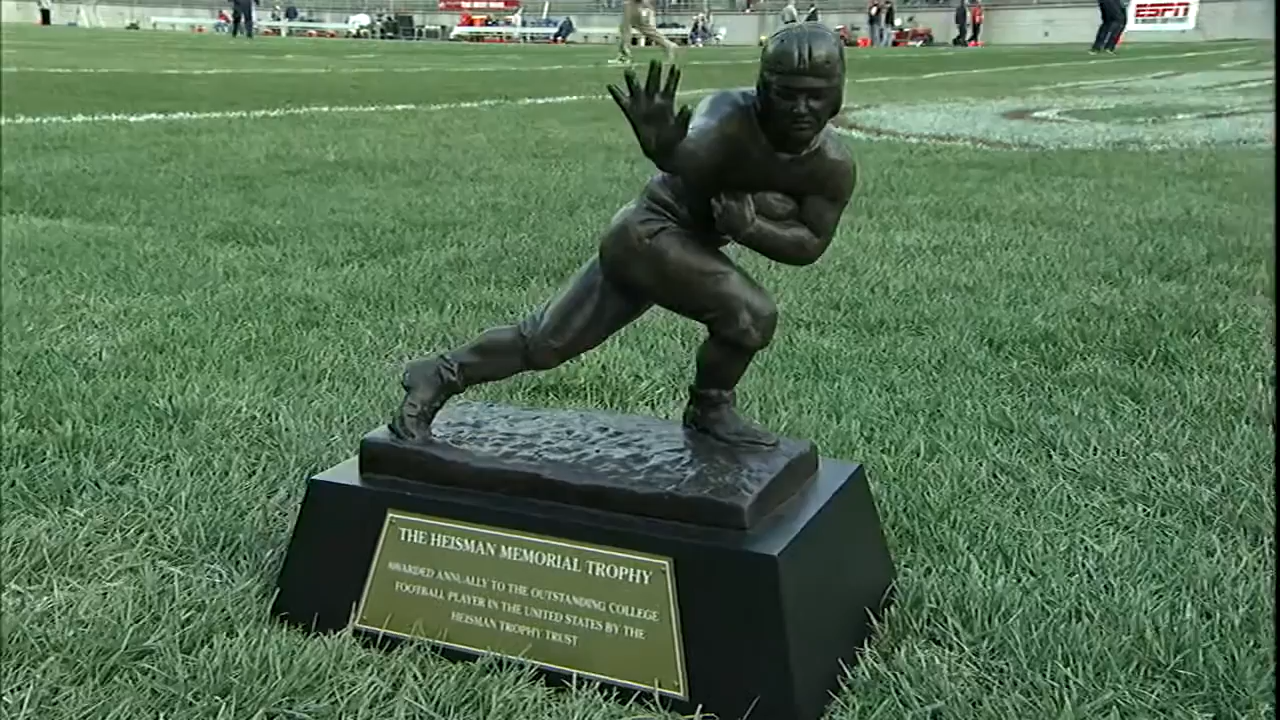 ESPN
THE HEISMAN MEMORIAL TROPHY
AWARDED ANNUALLY TO THE OUTSTANDING COLLEGE
FOOTBALL PLAYER IN THE UNITED STATES BY THE
HEISMAN TROPHY TRUST